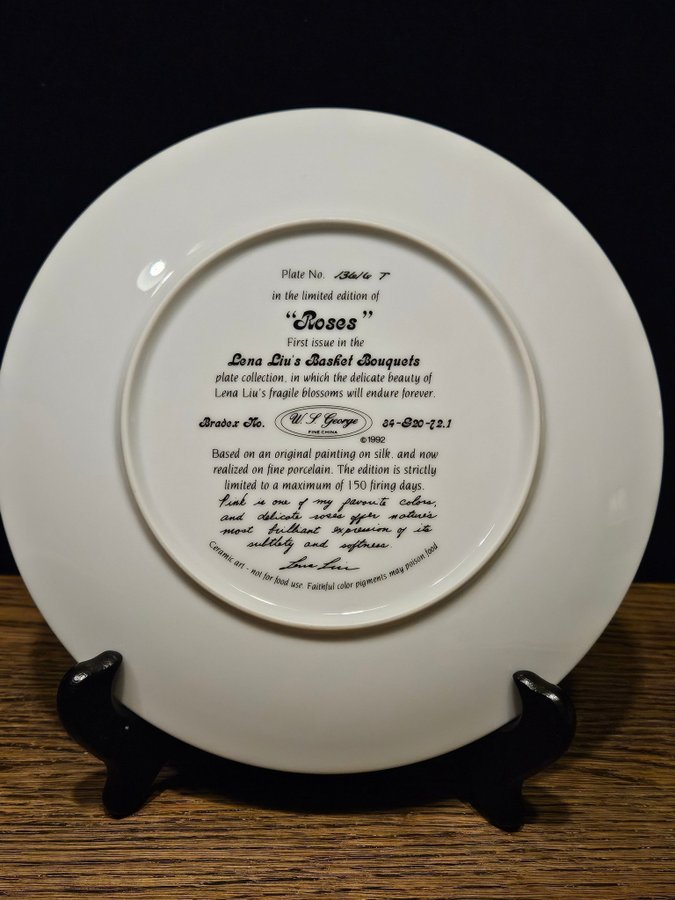 Plate No. 13616 T
in the limited edition of
“Roses”
First issue in the
Lena Liu's Basket Bouquets
plate collection, in which the delicate beauty of
Lena Liu's fragile blossoms will endure forever.
Bradex No. W. S. George FINE CHINA 84-G20-72.1
©1992
Based on an original painting on silk, and now
realized on fine porcelain. The edition is strictly
limited to a maximum of 150 firing days.
Pink is one of my favorite colors,
and delicate roses offer nature's
most brilliant expression of its
subtlety and softness.
Lena Liu
Ceramic art - not for food use. Faithful color pigments may poison food